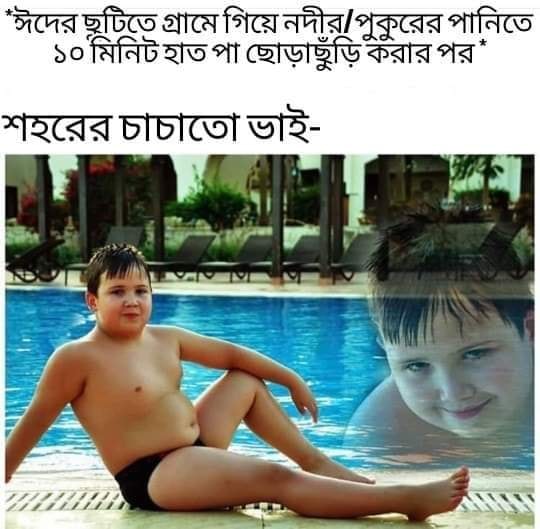 *ঈদের ছুটিতে গ্রামে গিয়ে নদীর/পুকুরের পানিতে
১০ মিনিট হাত পা ছোড়াছুঁড়ি করার পর*
শহরের চাচাতো ভাই-